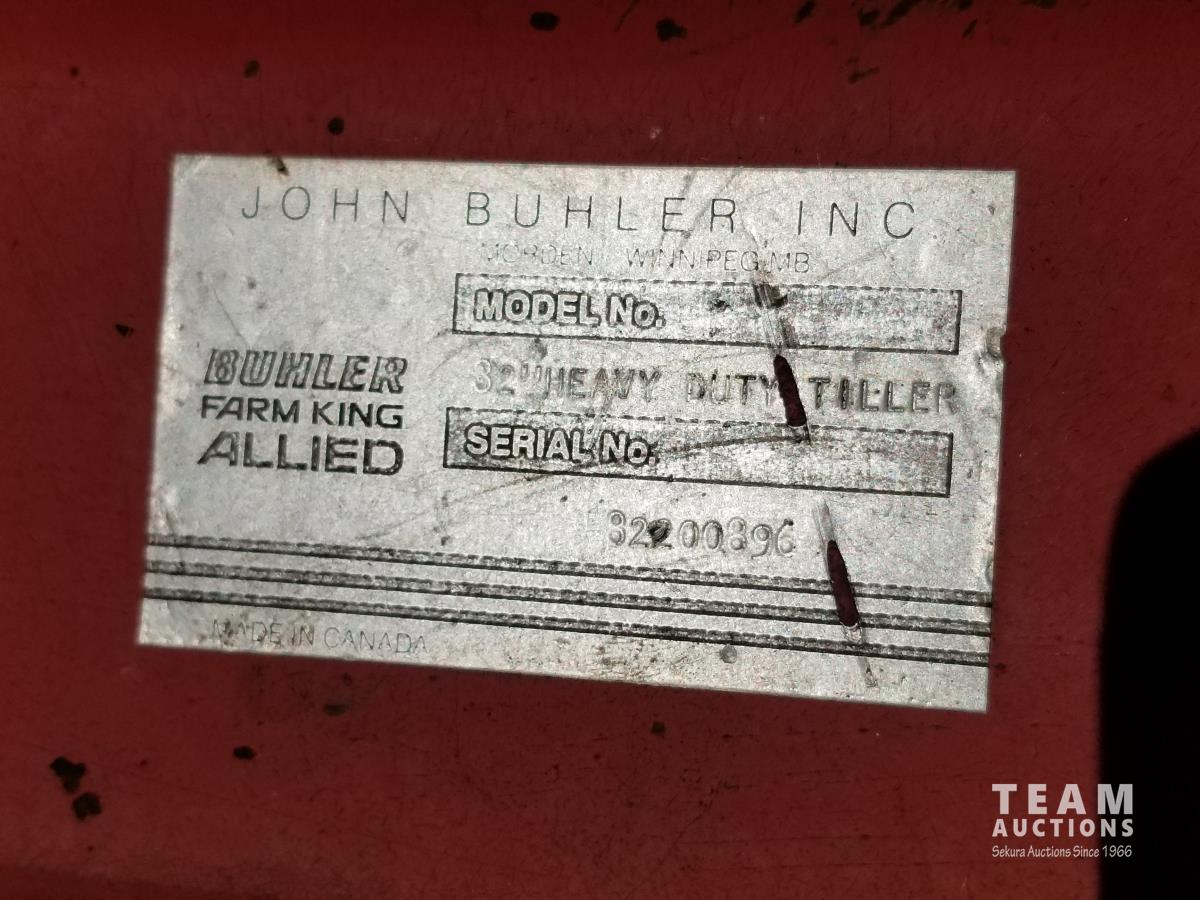 JOHN BUHLER INC
MORDEN WINNIPEG MB
MODEL No.
32" HEAVY DUTY TILLER
BUHLER
FARM KING
ALLIED
SERIAL No.
82200896
MADE IN CANADA
TEAM
AUCTIONS
Sekura Auctions Since 1966